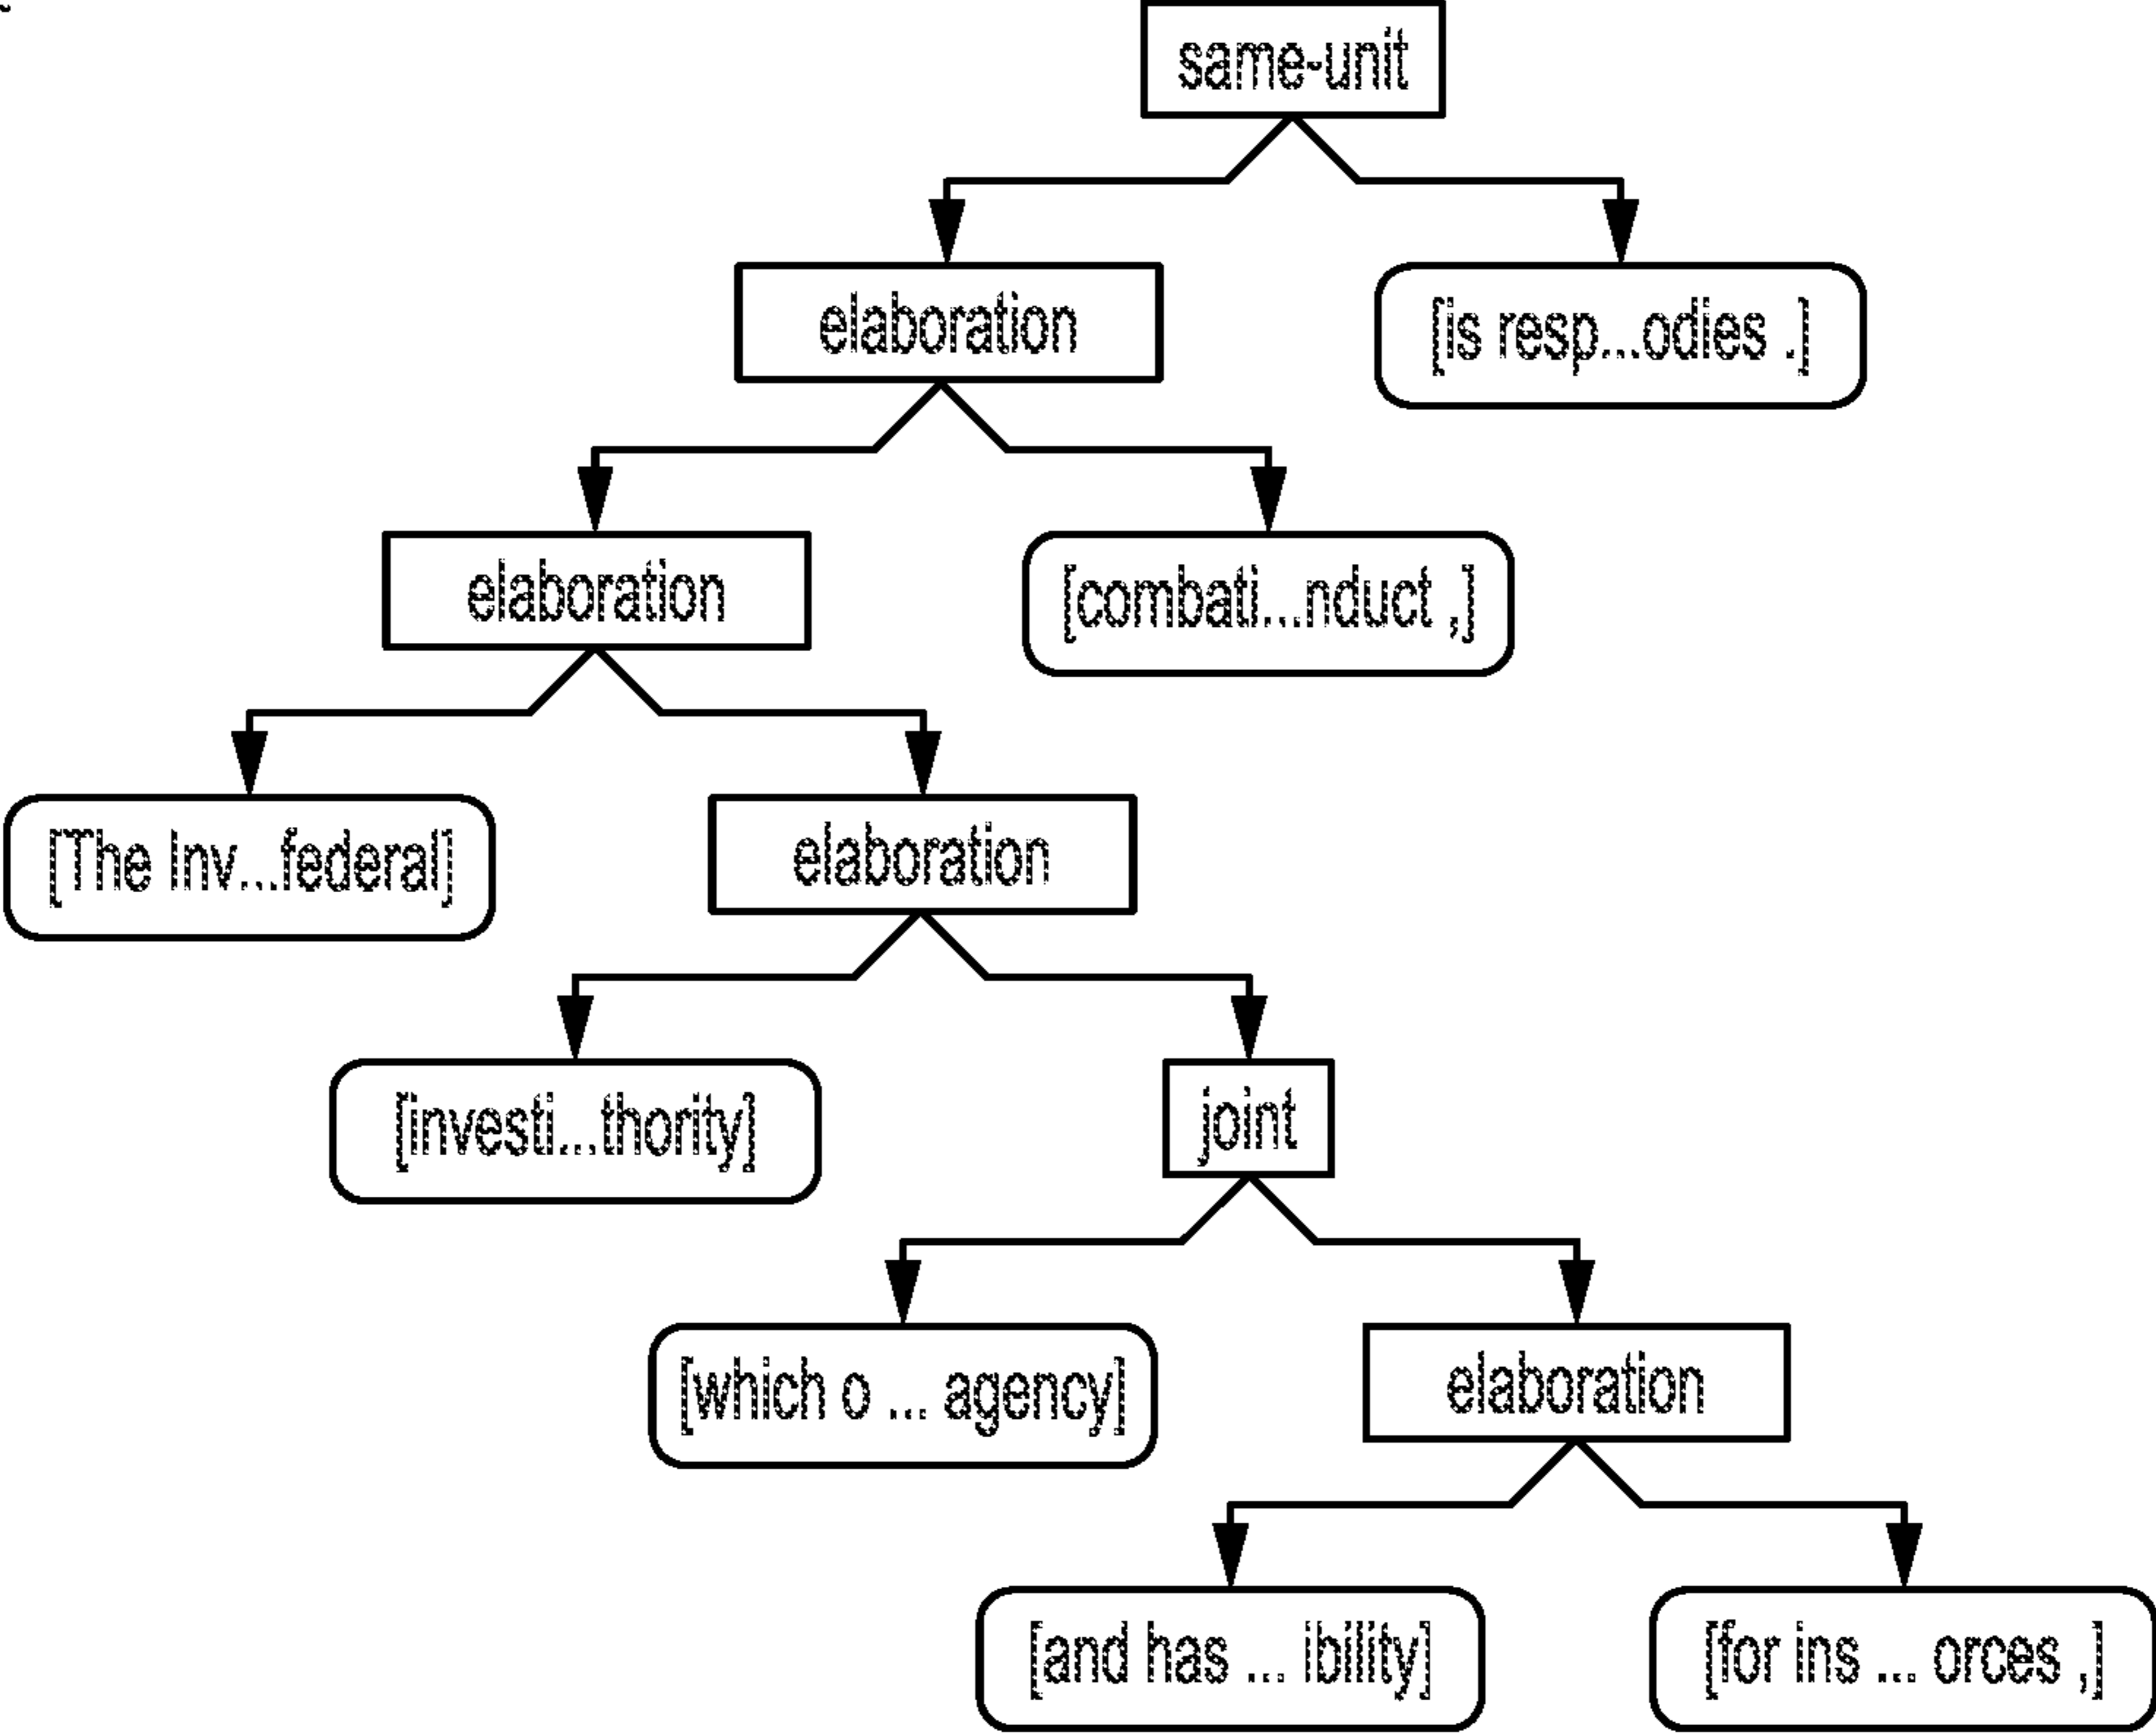 same-unit
elaboration
[is resp...odies .]
elaboration
[combati...nduct ,]
[The Inv...federal]
elaboration
[investi...thority]
joint
[which o ... agency]
elaboration
[and has ... ibility]
[for ins ... orces ,]